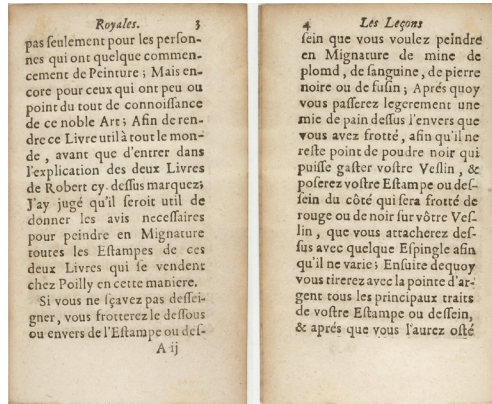 Royales. 3
pas ſeulement pour les perſon-
nes qui ont quelque commen-
cement de Peinture ; Mais en-
core pour ceux qui ont peu ou
point du tout de connoiſſance
de ce noble Art ; Afin de ren-
dre ce Livre util à tout le mon-
de , avant que d'entrer dans
l'explication des deux Livres
de Robert cy-deſſus marquez;
J'ay jugé qu'il ſeroit util de
donner les avis neceſſaires
pour peindre en Mignature
toutes les Eſtampes de ces
deux Livres qui ſe vendent
chez Poilly en cette maniere.
Si vous ne ſçavez pas deſſei-
gner , vous frotterez le deſſous
ou envers de l'Eſtampe ou deſ-
A ij
4 Les Leçons
ſein que vous voulez peindre
en Mignature de mine de
plomd , de ſanguine, de pierre
noire ou de fuſin ; Aprés quoy
vous paſſerez legerement une
mie de pain deſſus l'envers que
vous avez frotté , afin qu'il ne
reſte point de poudre noir qui
puiſſe gaſter voſtre Veſlin , &
poſerez voſtre Eſtampe ou deſ-
ſein du côté qui ſera frotté de
rouge ou de noir ſur vôtre Veſ-
lin , que vous attacherez deſ-
ſus avec quelque Eſpingle afin
qu'il ne varie ; Enſuite dequoy
vous tirerez avec la pointe d'ar-
gent tous les principaux traits
de voſtre Eſtampe ou deſſein,
& aprés que vous l'aurez oſté